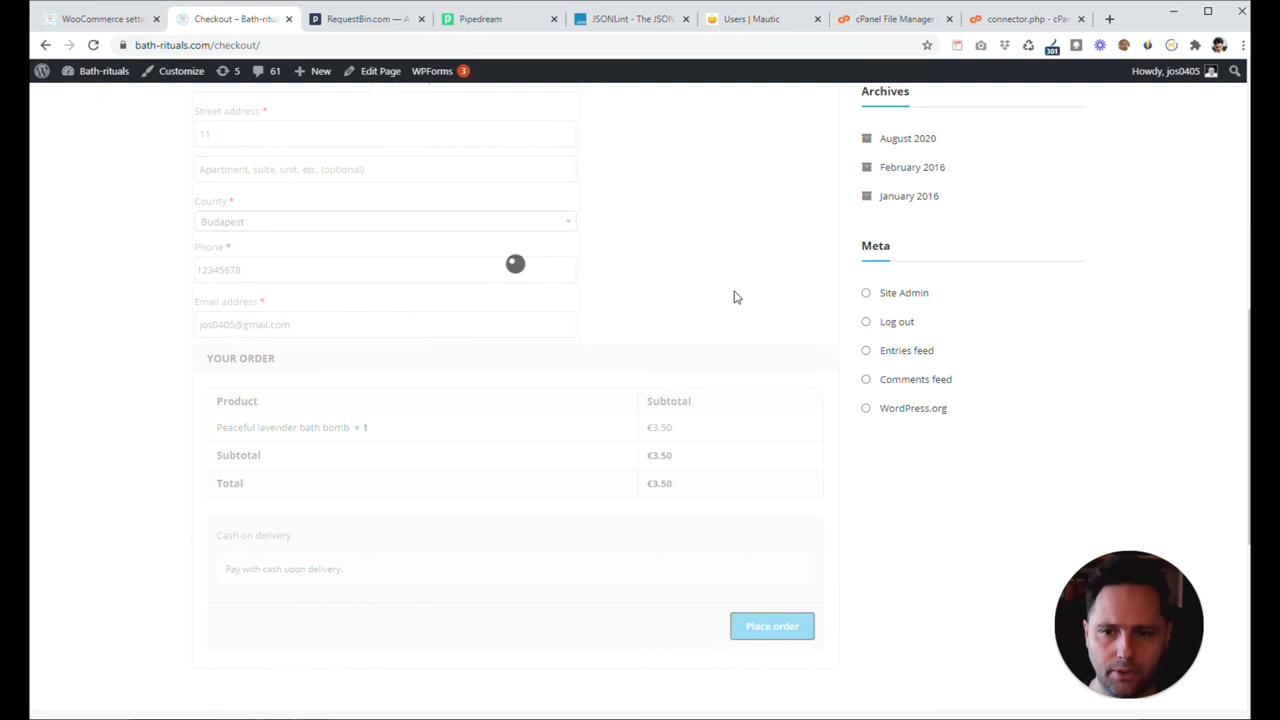 WooCommerce settin
Checkout – Bath-ritu
RequestBin.com — A
Pipedream
JSONLint - The JSON
Users | Mautic
cPanel File Manager
connector.php - cPan
bath-rituals.com/checkout/
301
Bath-rituals
Customize
5
61
New
Edit Page
WPForms 3
Howdy, jos0405
Street address *
11
Apartment, suite, unit, etc. (optional)
County *
Budapest
Phone *
12345678
Email address *
jos0405@gmail.com
YOUR ORDER
Product Subtotal
Peaceful lavender bath bomb × 1 €3.50
Subtotal €3.50
Total €3.50
Cash on delivery
Pay with cash upon delivery.
Place order
Archives
August 2020
February 2016
January 2016
Meta
Site Admin
Log out
Entries feed
Comments feed
WordPress.org